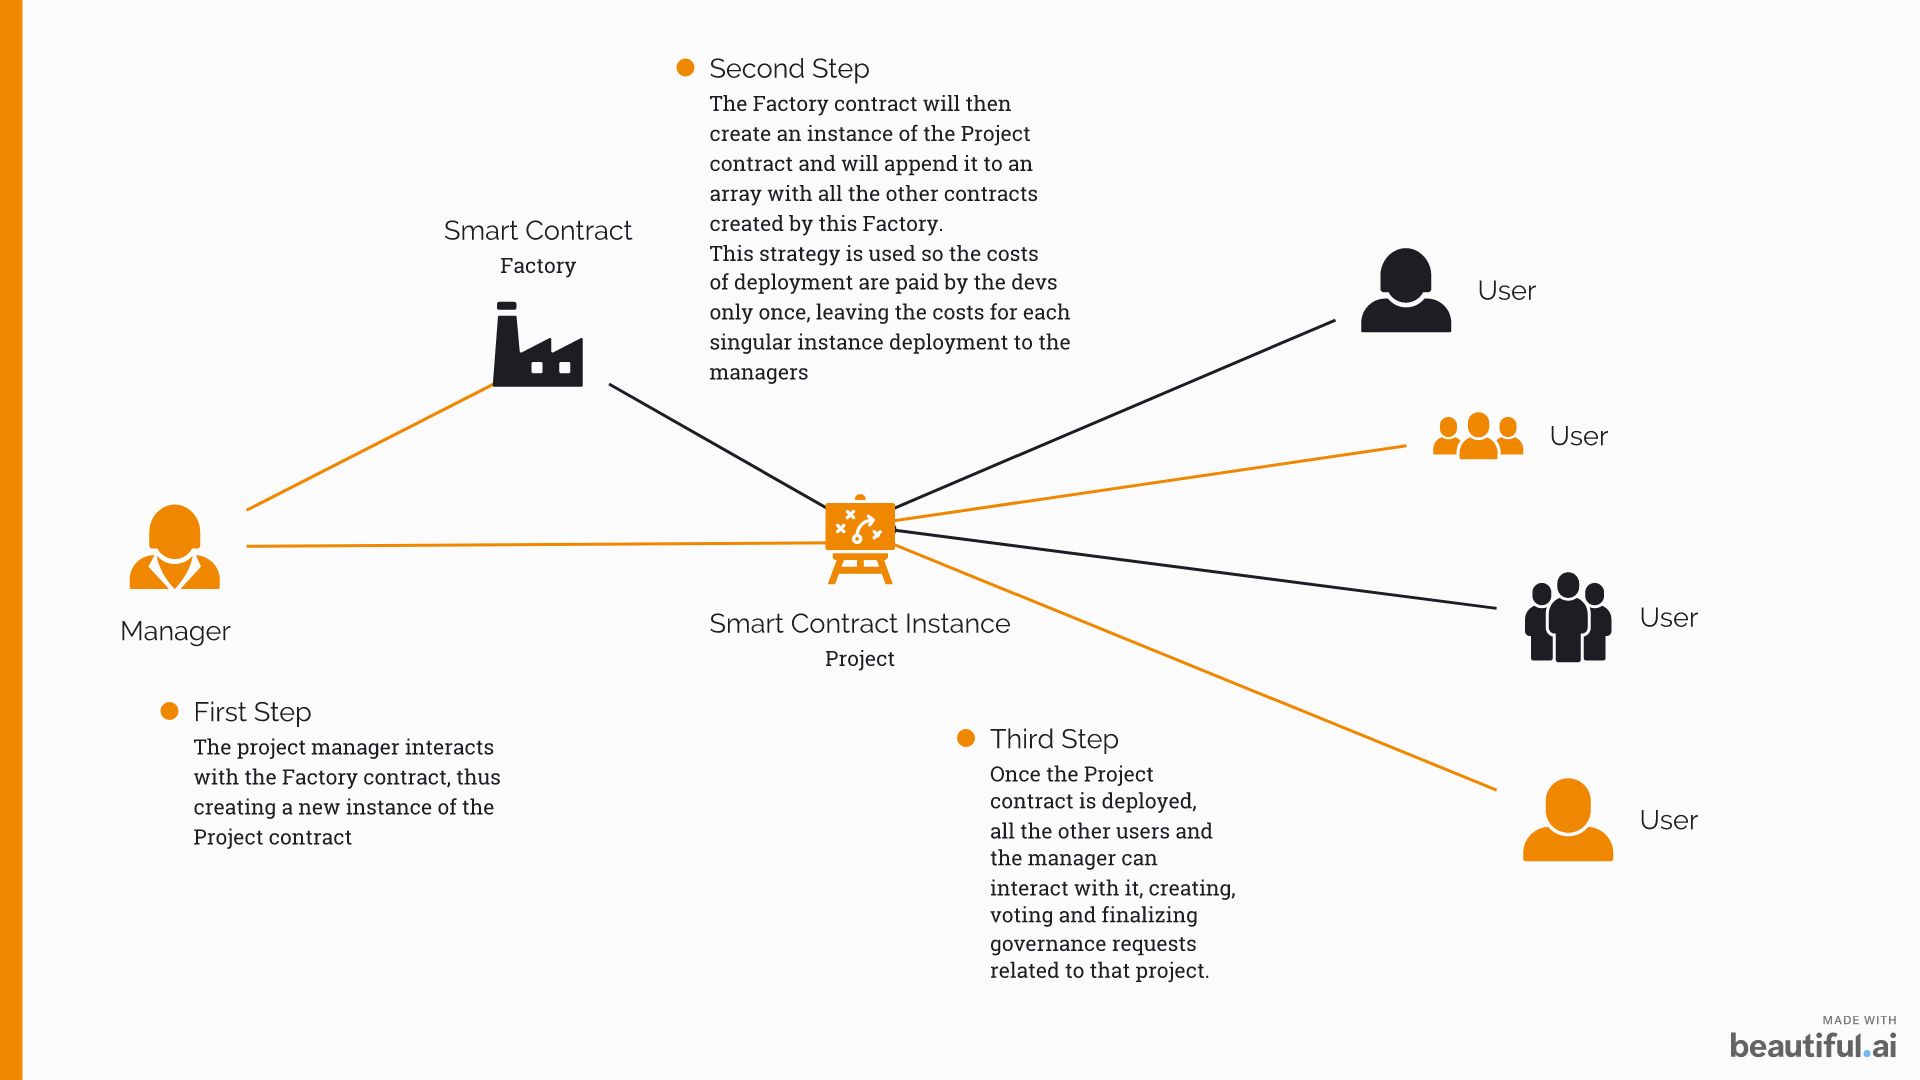 Second Step
The Factory contract will then
create an instance of the Project
contract and will append it to an
array with all the other contracts
created by this Factory.
This strategy is used so the costs
of deployment are paid by the devs
only once, leaving the costs for each
singular instance deployment to the
managers
Smart Contract
Factory
User
User
User
User
Manager
Smart Contract Instance
Project
First Step
The project manager interacts
with the Factory contract, thus
creating a new instance of the
Project contract
Third Step
Once the Project
contract is deployed,
all the other users and
the manager can
interact with it, creating,
voting and finalizing
governance requests
related to that project.
MADE WITH
beautiful.ai